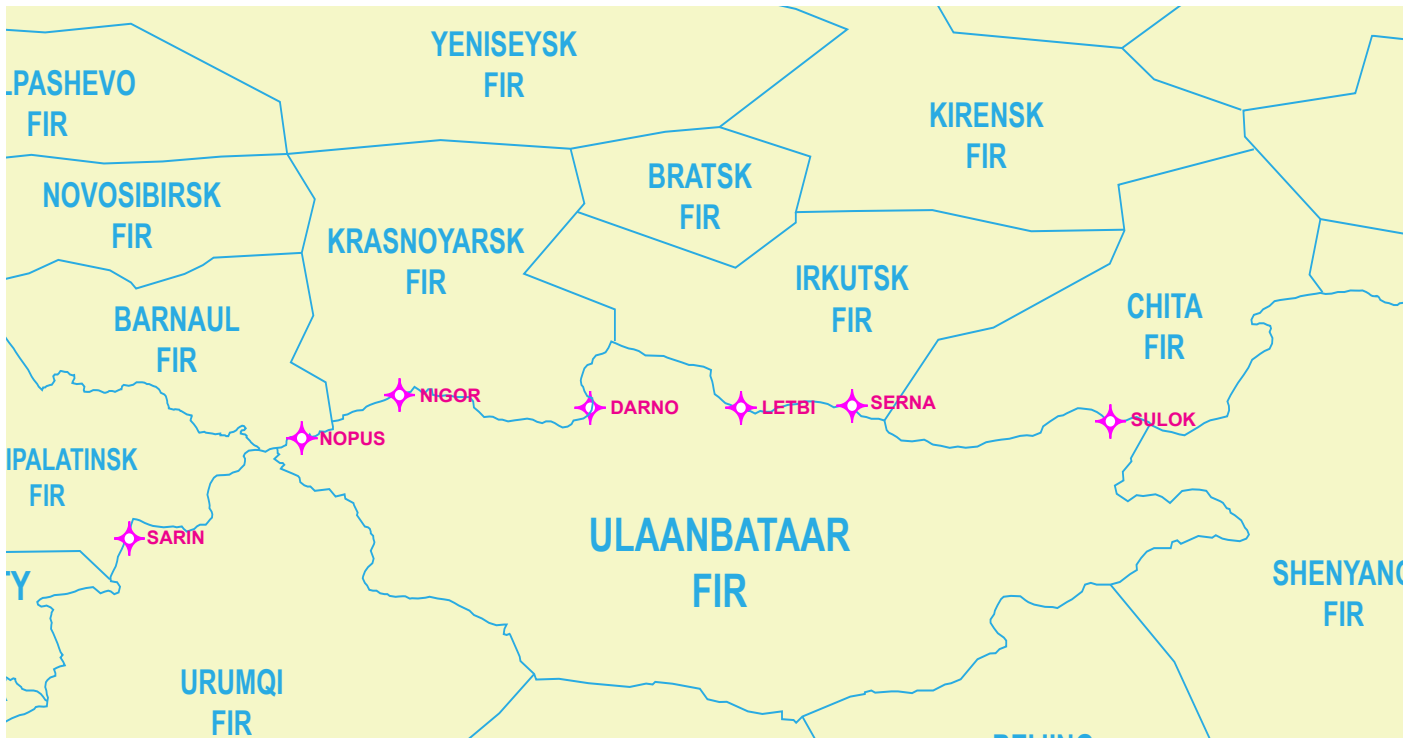 YENISEYSK
FIR
LPASHEVO
FIR
KIRENSK
FIR
BRATSK
FIR
NOVOSIBIRSK
FIR
KRASNOYARSK
FIR
IRKUTSK
FIR
CHITA
FIR
BARNAUL
FIR
NIGOR
DARNO
LETBI
SERNA
SULOK
NOPUS
IPALATINSK
FIR
SARIN
ULAANBATAAR
FIR
TY
SHENYANG
FIR
URUMQI
FIR
BEIJING